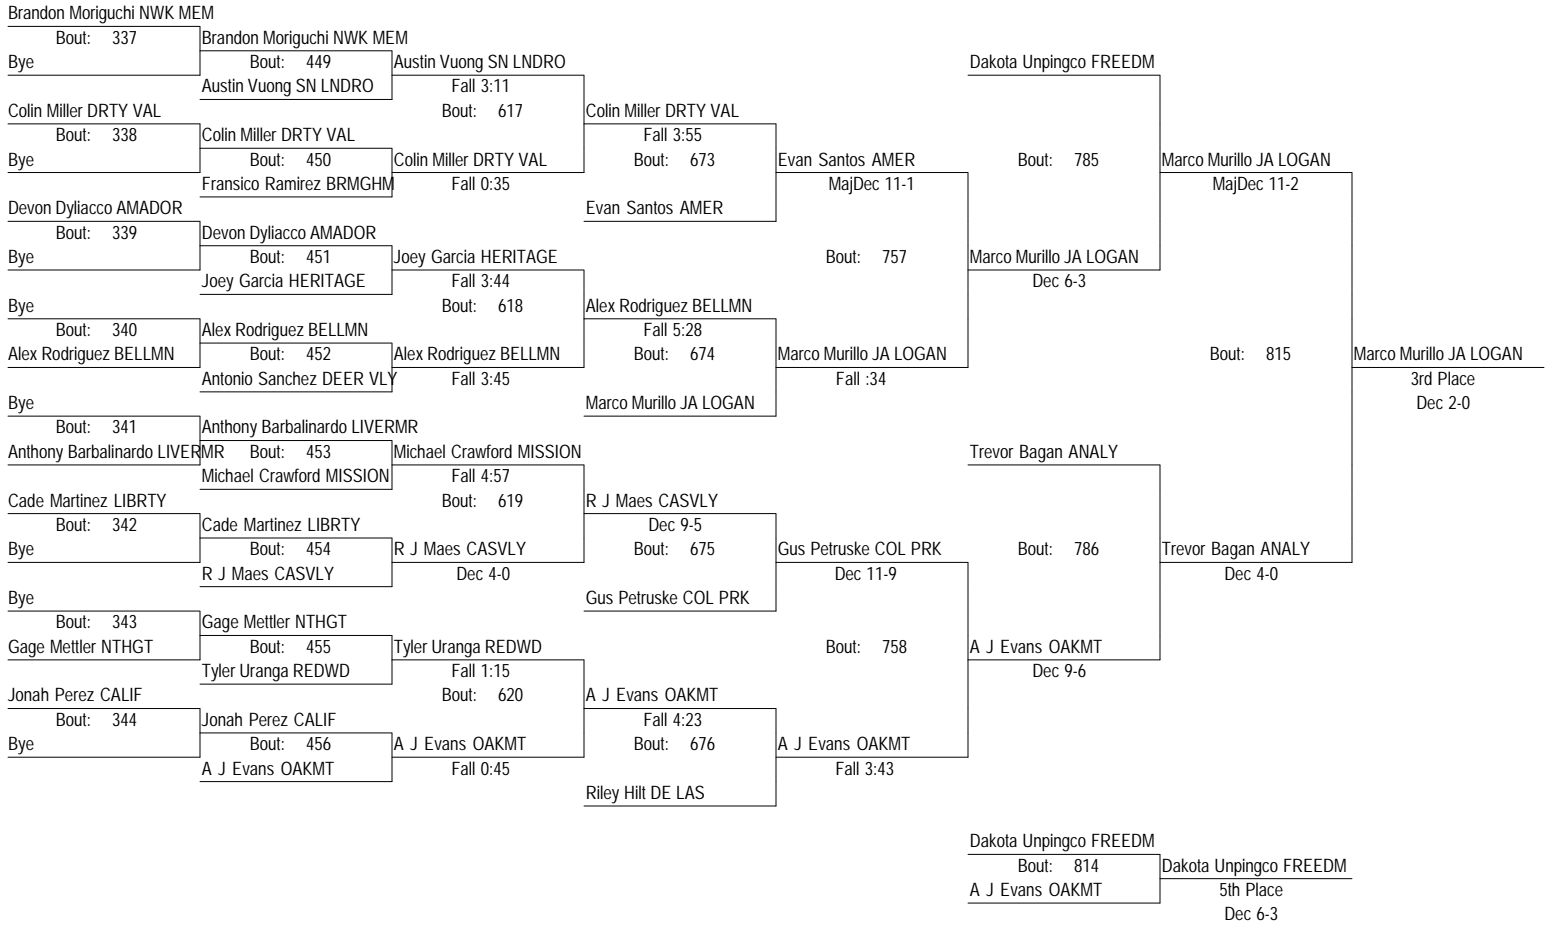 Brandon Moriguchi NWK MEM
Bout: 337
Bye
Colin Miller DRTY VAL
Bout: 338
Bye
Devon Dyliacco AMADOR
Bout: 339
Bye
Bye
Bout: 340
Alex Rodriguez BELLMN
Bye
Bout: 341
Anthony Barbalinardo LIVERMR
Cade Martinez LIBRTY
Bout: 342
Bye
Bye
Bout: 343
Gage Mettler NTHGT
Jonah Perez CALIF
Bout: 344
Bye
Brandon Moriguchi NWK MEM
Bout: 449
Austin Vuong SN LNDRO
Colin Miller DRTY VAL
Bout: 450
Fransico Ramirez BRMGHM
Devon Dyliacco AMADOR
Bout: 451
Joey Garcia HERITAGE
Alex Rodriguez BELLMN
Bout: 452
Antonio Sanchez DEER VLY
Anthony Barbalinardo LIVERMR
Bout: 453
Michael Crawford MISSION
Cade Martinez LIBRTY
Bout: 454
R J Maes CASVLY
Gage Mettler NTHGT
Bout: 455
Tyler Uranga REDWD
Jonah Perez CALIF
Bout: 456
A J Evans OAKMT
Austin Vuong SN LNDRO
Fall 3:11
Bout: 617
Colin Miller DRTY VAL
Fall 0:35
Joey Garcia HERITAGE
Fall 3:44
Bout: 618
Alex Rodriguez BELLMN
Fall 3:45
Michael Crawford MISSION
Fall 4:57
Bout: 619
R J Maes CASVLY
Dec 4-0
Tyler Uranga REDWD
Fall 1:15
Bout: 620
A J Evans OAKMT
Fall 0:45
Colin Miller DRTY VAL
Fall 3:55
Bout: 673
Evan Santos AMER
Alex Rodriguez BELLMN
Fall 5:28
Bout: 674
Marco Murillo JA LOGAN
R J Maes CASVLY
Dec 9-5
Bout: 675
Gus Petruske COL PRK
A J Evans OAKMT
Fall 4:23
Bout: 676
Riley Hilt DE LAS
Evan Santos AMER
MajDec 11-1
Bout: 757
Marco Murillo JA LOGAN
Fall :34
Gus Petruske COL PRK
Dec 11-9
Bout: 758
A J Evans OAKMT
Fall 3:43
Dakota Unpingco FREEDM
Bout: 785
Marco Murillo JA LOGAN
Dec 6-3
Trevor Bagan ANALY
Bout: 786
A J Evans OAKMT
Dec 9-6
Marco Murillo JA LOGAN
MajDec 11-2
Bout: 815
Trevor Bagan ANALY
Dec 4-0
Marco Murillo JA LOGAN
3rd Place
Dec 2-0
Dakota Unpingco FREEDM
Bout: 814
A J Evans OAKMT
Dakota Unpingco FREEDM
5th Place
Dec 6-3